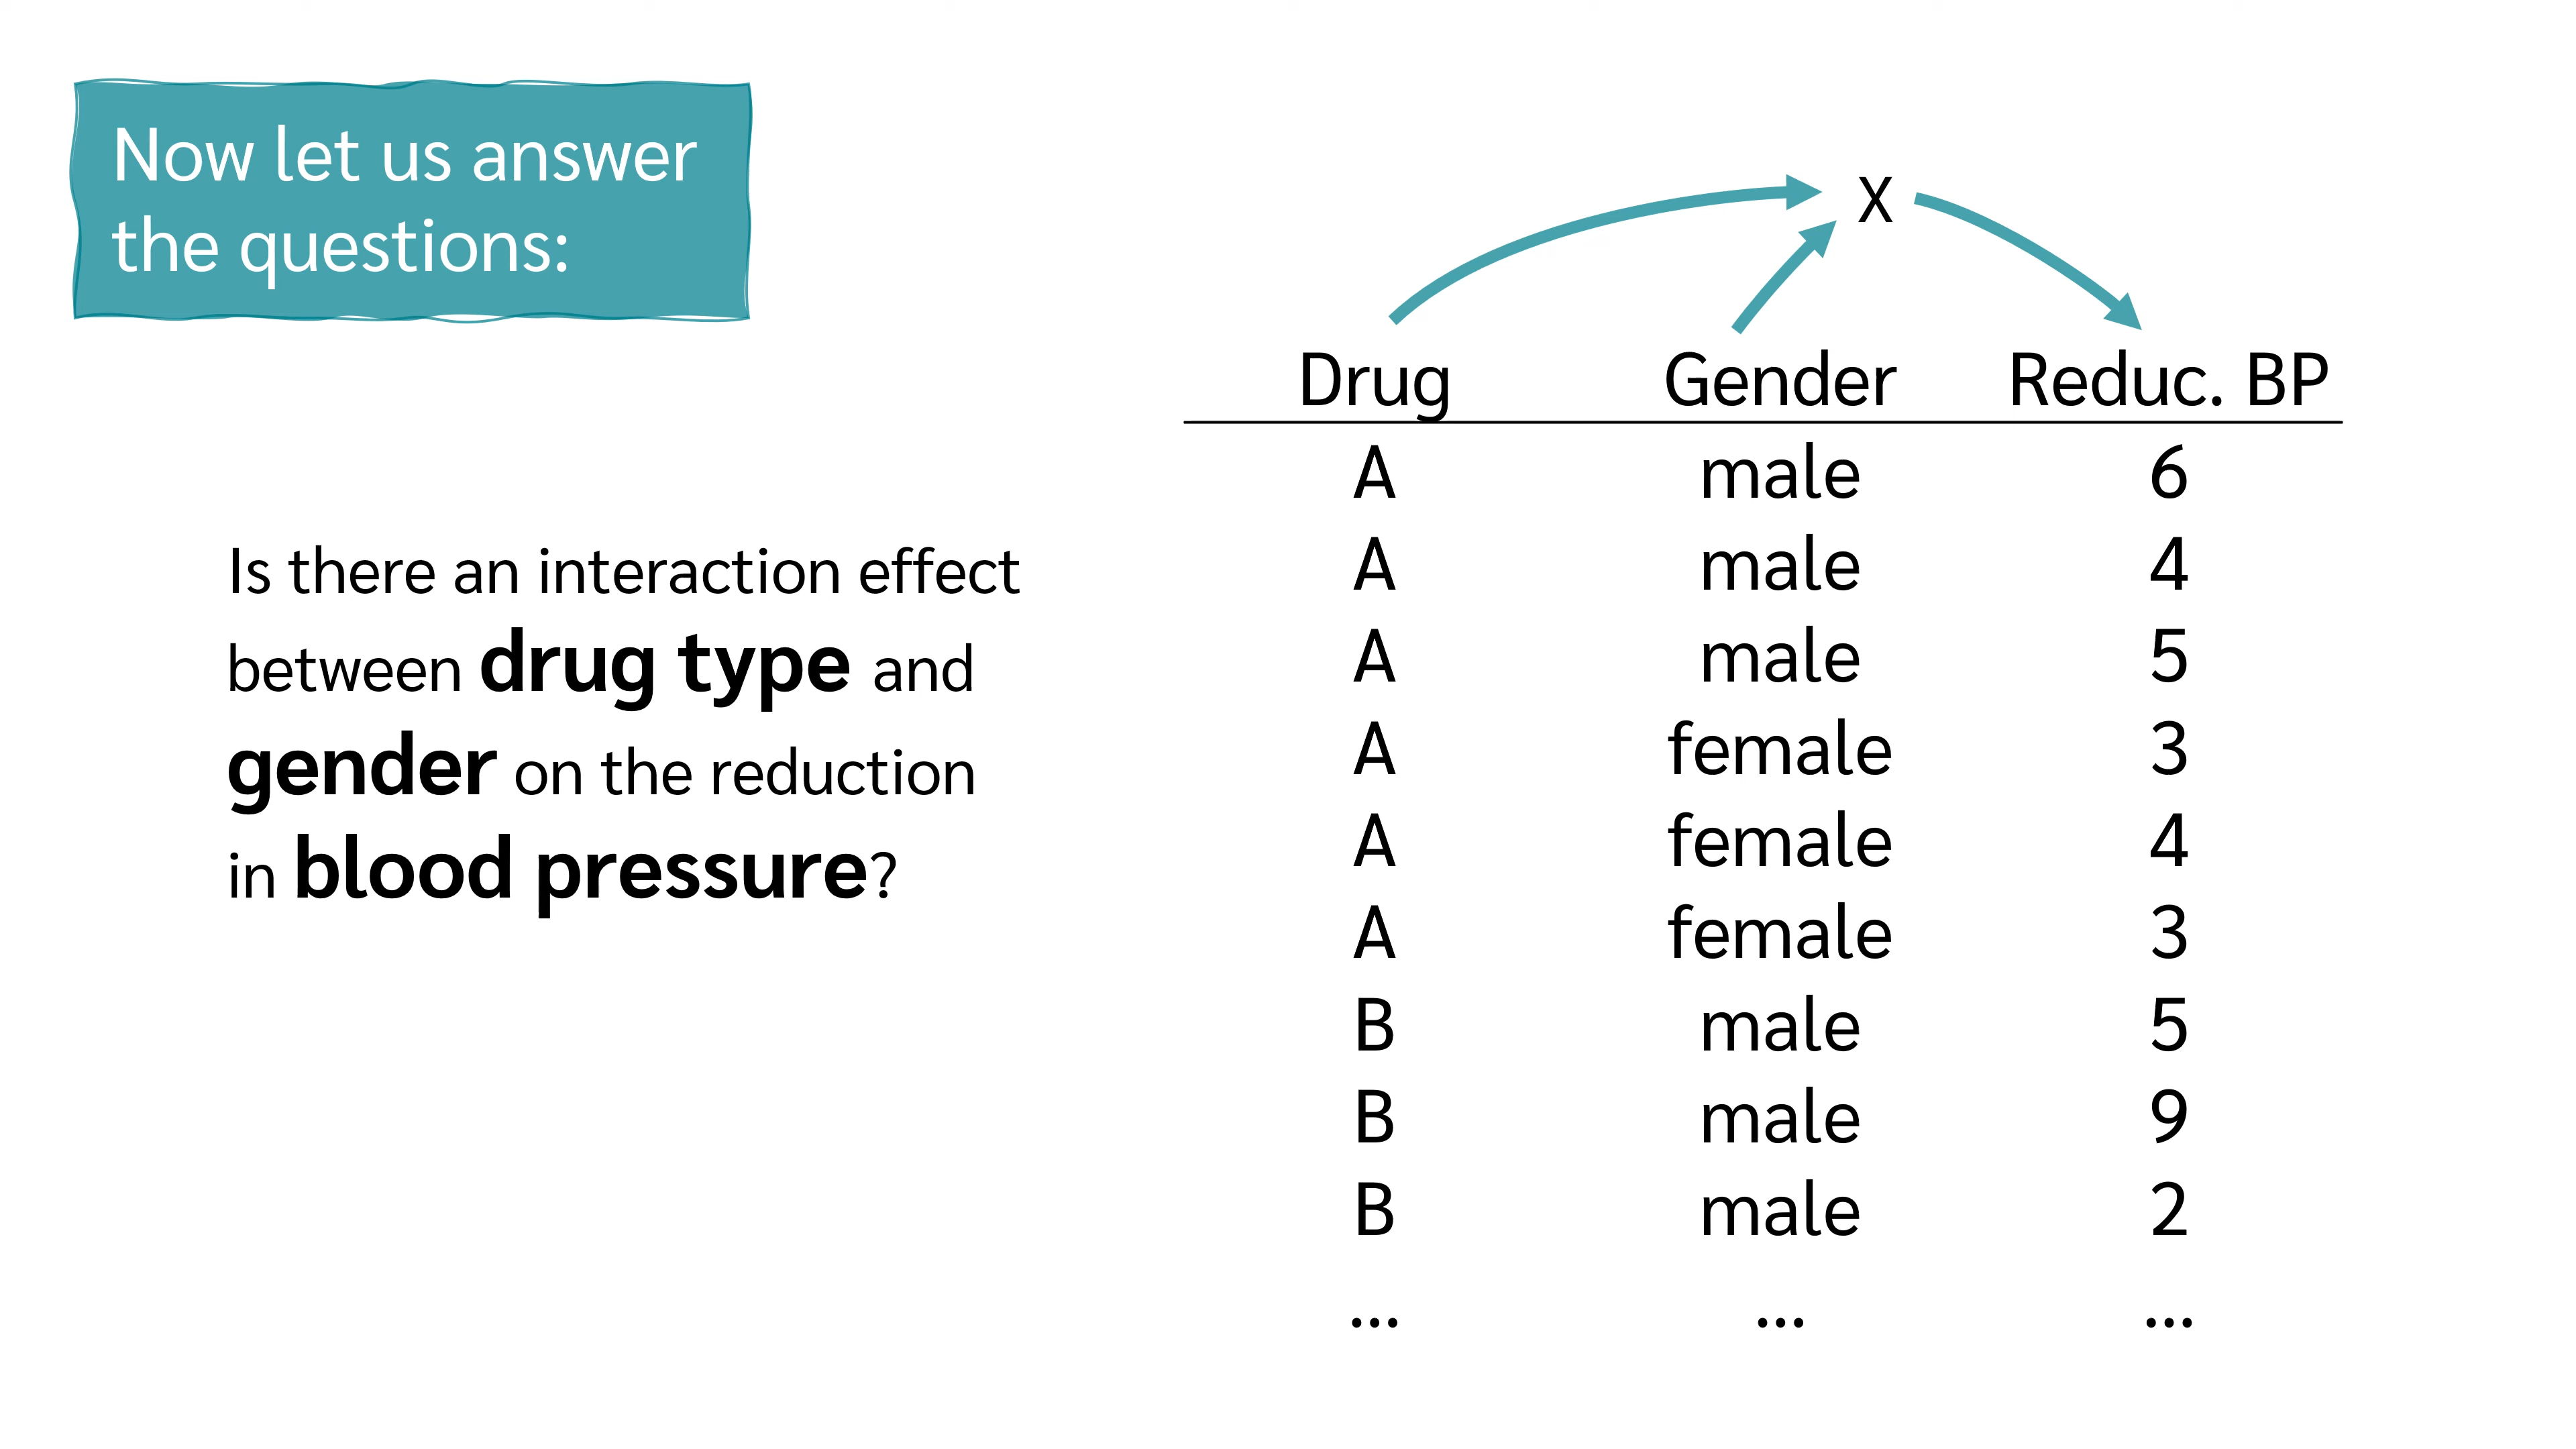 Now let us answer
the questions:
Is there an interaction effect
between drug type and
gender on the reduction
in blood pressure?
X
Drug Gender Reduc. BP
A male 6
A male 4
A male 5
A female 3
A female 4
A female 3
B male 5
B male 9
B male 2
... ... ...